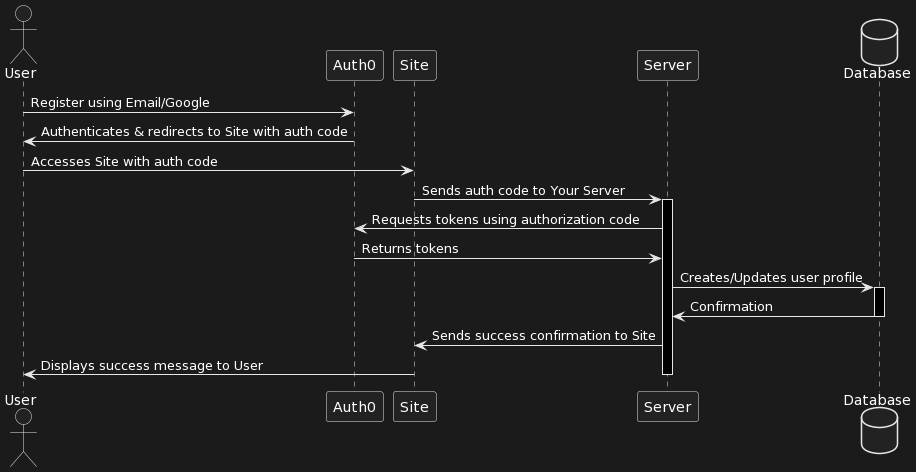 User
Auth0
Site
Server
Database
Register using Email/Google
Authenticates & redirects to Site with auth code
Accesses Site with auth code
Sends auth code to Your Server
Requests tokens using authorization code
Returns tokens
Creates/Updates user profile
Confirmation
Sends success confirmation to Site
Displays success message to User
User
Auth0
Site
Server
Database